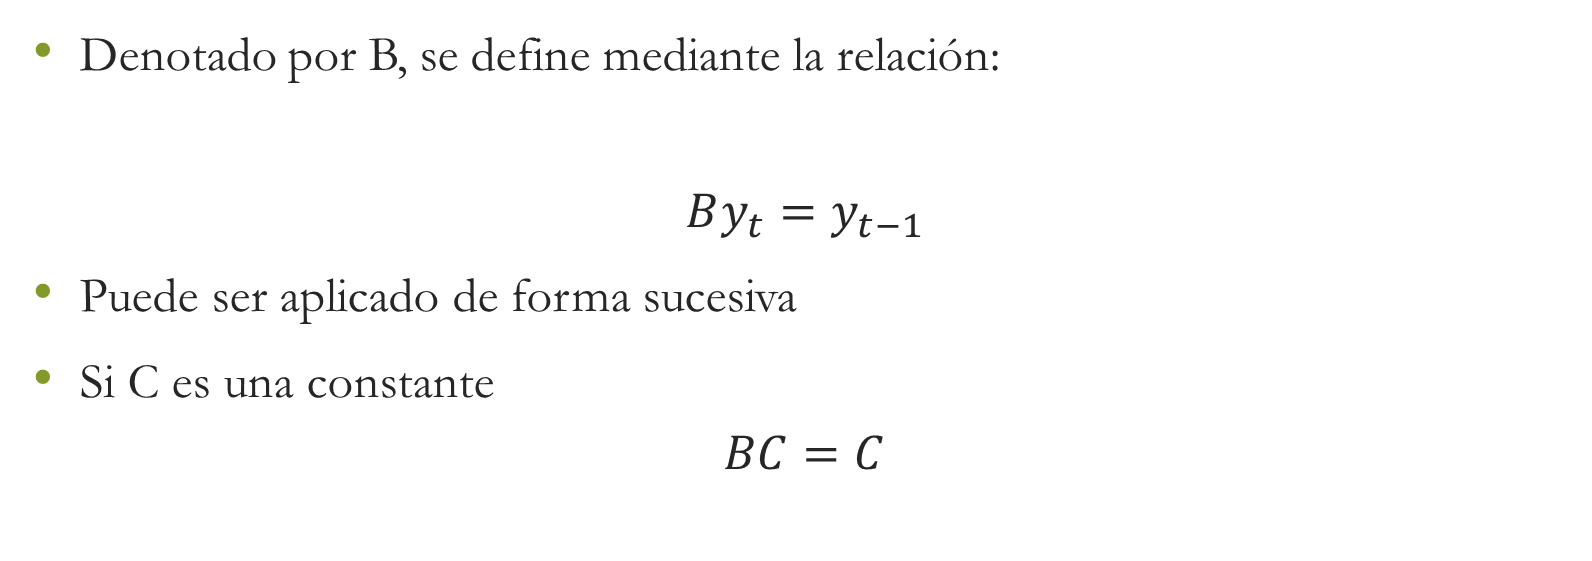 • Denotado por B, se define mediante la relación:
$By_t = y_{t-1}$
• Puede ser aplicado de forma sucesiva
• Si C es una constante
$BC = C$